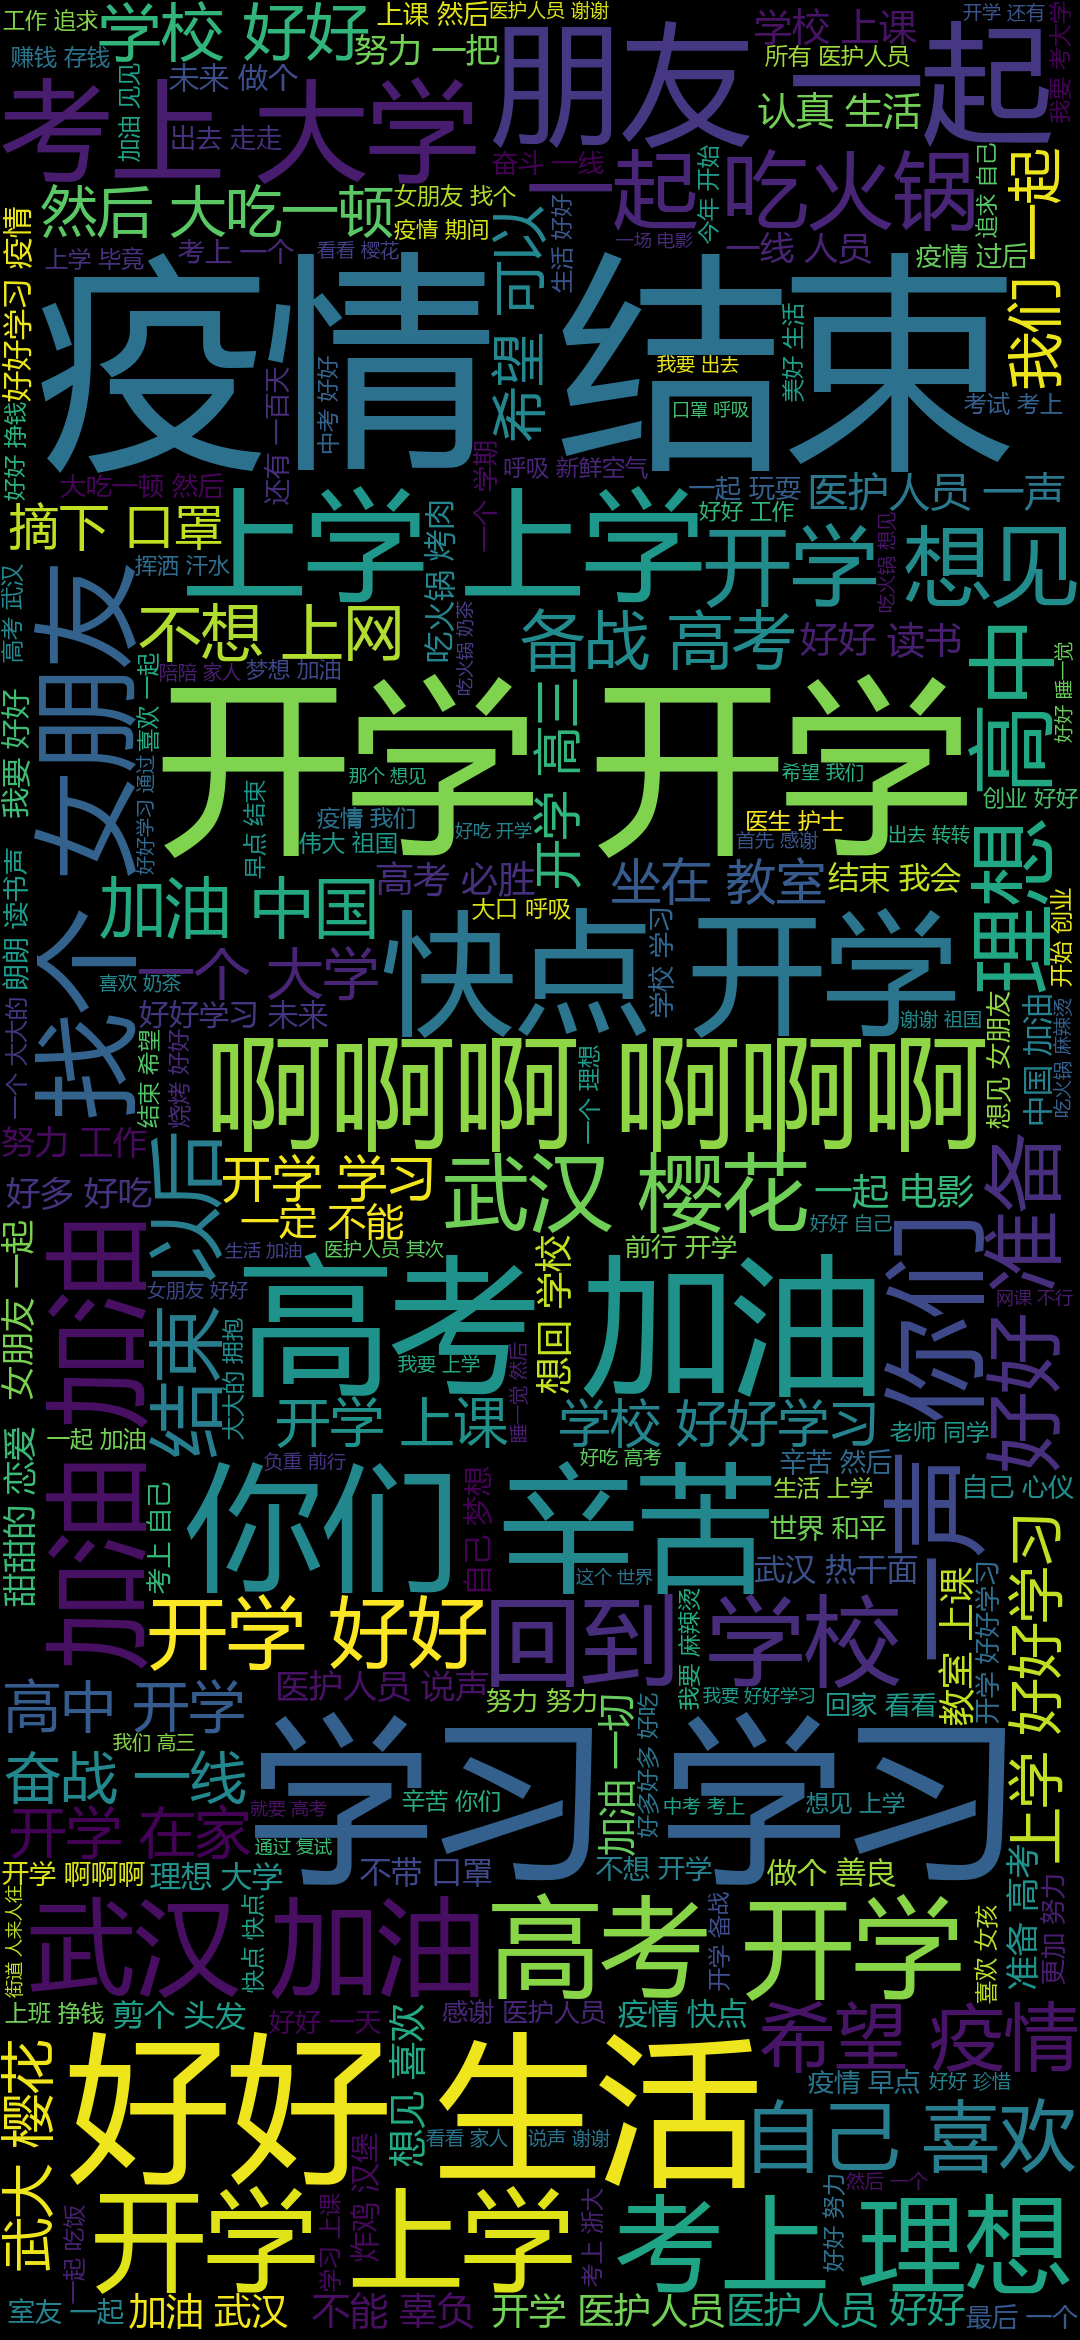 工作 追求
学校 好好
上课 然后
医护人员 谢谢
学校 上课
开学 还有
赚钱 存钱
未来 做个
努力 一把
朋友 一起
所有 医护人员
我要 考大学
加油 见见
考上 大学
出去 走走
认真 生活
奋斗 一线
一起 吃火锅
今年 开始
追求 自己
我们 一起
然后 大吃一顿
女朋友 找个
疫情 期间
希望 可以
生活 好好
一场 电影
一线 人员
疫情 过后
好好学习 疫情
上学 毕竟
考上 一个
看看 樱花
疫情 结束
我要 出去
美好 生活
口罩 呼吸
考试 考上
还有 一百天
中考 好好
好好 挣钱
大吃一顿 然后
一个 学期
呼吸 新鲜空气
一起 玩耍
医护人员 一声
摘下 口罩
上学 上学
吃火锅 烤肉
好好 工作
开学 想见
吃火锅 想见
挥洒 汗水
高考 武汉
找个 女朋友
不想 上网
吃火锅 奶茶
备战 高考
好好 读书
高中 理想
好好 睡一觉
陪陪 家人
梦想 加油
喜欢 一起
开学 开学
开学 高三
我要 好好
好好学习 通过
那个 想见
希望 我们
创业 好好
早点 结束
疫情 我们
伟大 祖国
好吃 开学
医生 护士
首先 感谢
出去 转转
朗朗 读书声
加油 中国
高考 必胜
大口 呼吸
坐在 教室
结束 我会
开始 创业
一个 大学
喜欢 奶茶
快点 开学
学校 学习
一个 大大的
好好学习 未来
谢谢 祖国
想见 女朋友
中国 加油
吃火锅 麻辣烫
结束 希望
烧烤 好好
啊啊啊 啊啊啊
一个 理想
努力 工作
结束 以后
开学 学习
武汉 樱花
一起 电影
好好 准备
好多 好吃
一定 不能
好好 自己
女朋友 一起
加油 加油
生活 加油
医护人员 其次
想回 学校
前行 开学
一声 你们
女朋友 好好
高考 加油
网课 不行
大大的 拥抱
我要 上学
睡一觉 然后
开学 上课
学校 好好学习
老师 同学
甜甜的 恋爱
一起 加油
负重 前行
好吃 高考
辛苦 然后
自己 心仪
考上 自己
你们 辛苦
自己 梦想
生活 上学
世界 和平
这个 世界
武汉 热干面
教室 上课
开学 好好学习
上学 好好学习
开学 好好
回到 学校
我要 麻辣烫
高中 开学
医护人员 说声
努力 努力
我要 好好学习
回家 看看
我们 高三
学习 学习
加油 一切
好多好多 好吃
奋战 一线
就要 高考
辛苦 你们
中考 考上
想见 上学
开学 在家
通过 复试
开学 啊啊啊
理想 大学
不带 口罩
不想 开学
做个 善良
准备 高考
街道 人来人往
武汉 加油
快点 快点
高考 开学
开学 备战
喜欢 女孩
更加 努力
上班 挣钱
剪个 头发
好好 一天
想见 喜欢
感谢 医护人员
疫情 快点
希望 疫情
武大 樱花
好好 生活
疫情 早点
好好 珍惜
看看 家人
说声 谢谢
自己 喜欢
一起 吃饭
炸鸡 汉堡
然后 一个
开学 上学
学习 上课
考上 浙大
考上 理想
好好 努力
室友 一起
加油 武汉
不能 辜负
开学 医护人员
医护人员 好好
最后 一个